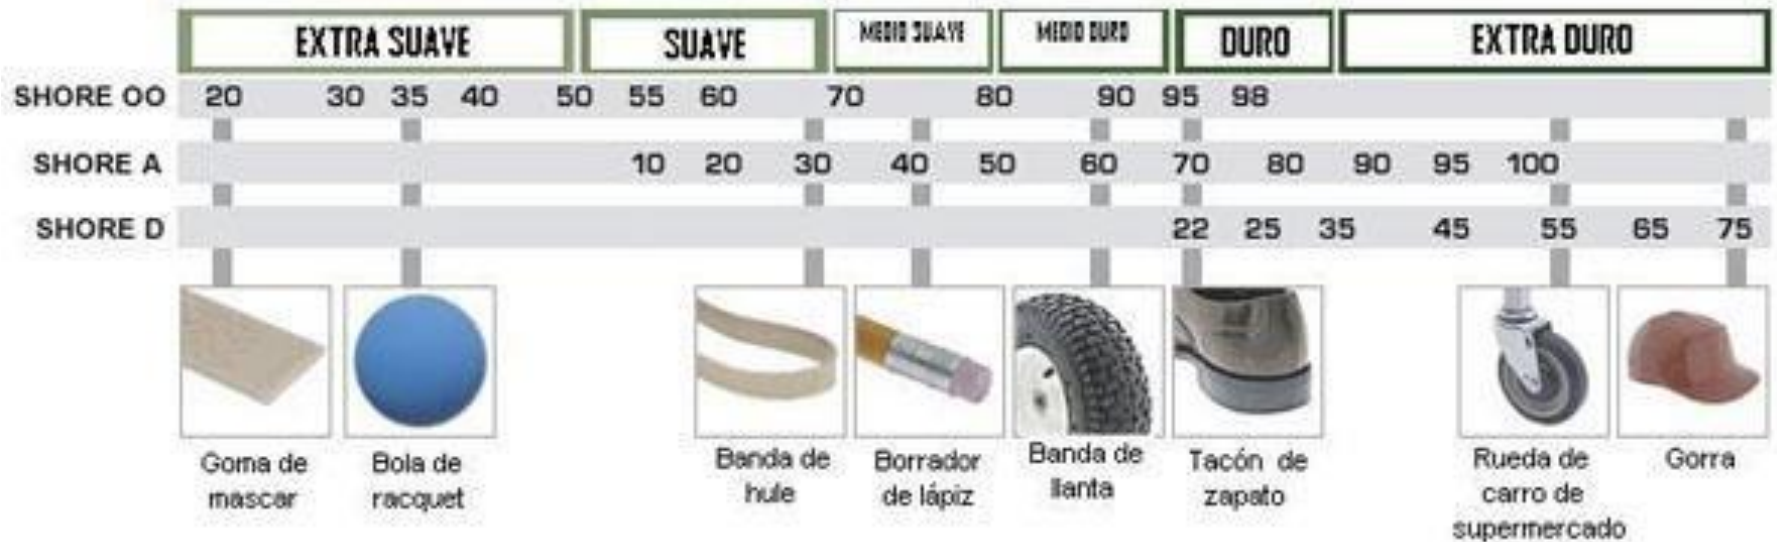 EXTRA SUAVE SUAVE MEDIO SUAVE MEDIO DURO DURO EXTRA DURO
SHORE OO 20 30 35 40 50 55 60 70 80 90 95 98
SHORE A 10 20 30 40 50 60 70 80 90 95 100
SHORE D 22 25 35 45 55 65 75
Goma de
mascar
Bola de
racquet
Banda de
hule
Borrador
de lápiz
Banda de
llanta
Tacón de
zapato
Rueda de
carro de
supermercado
Gorra